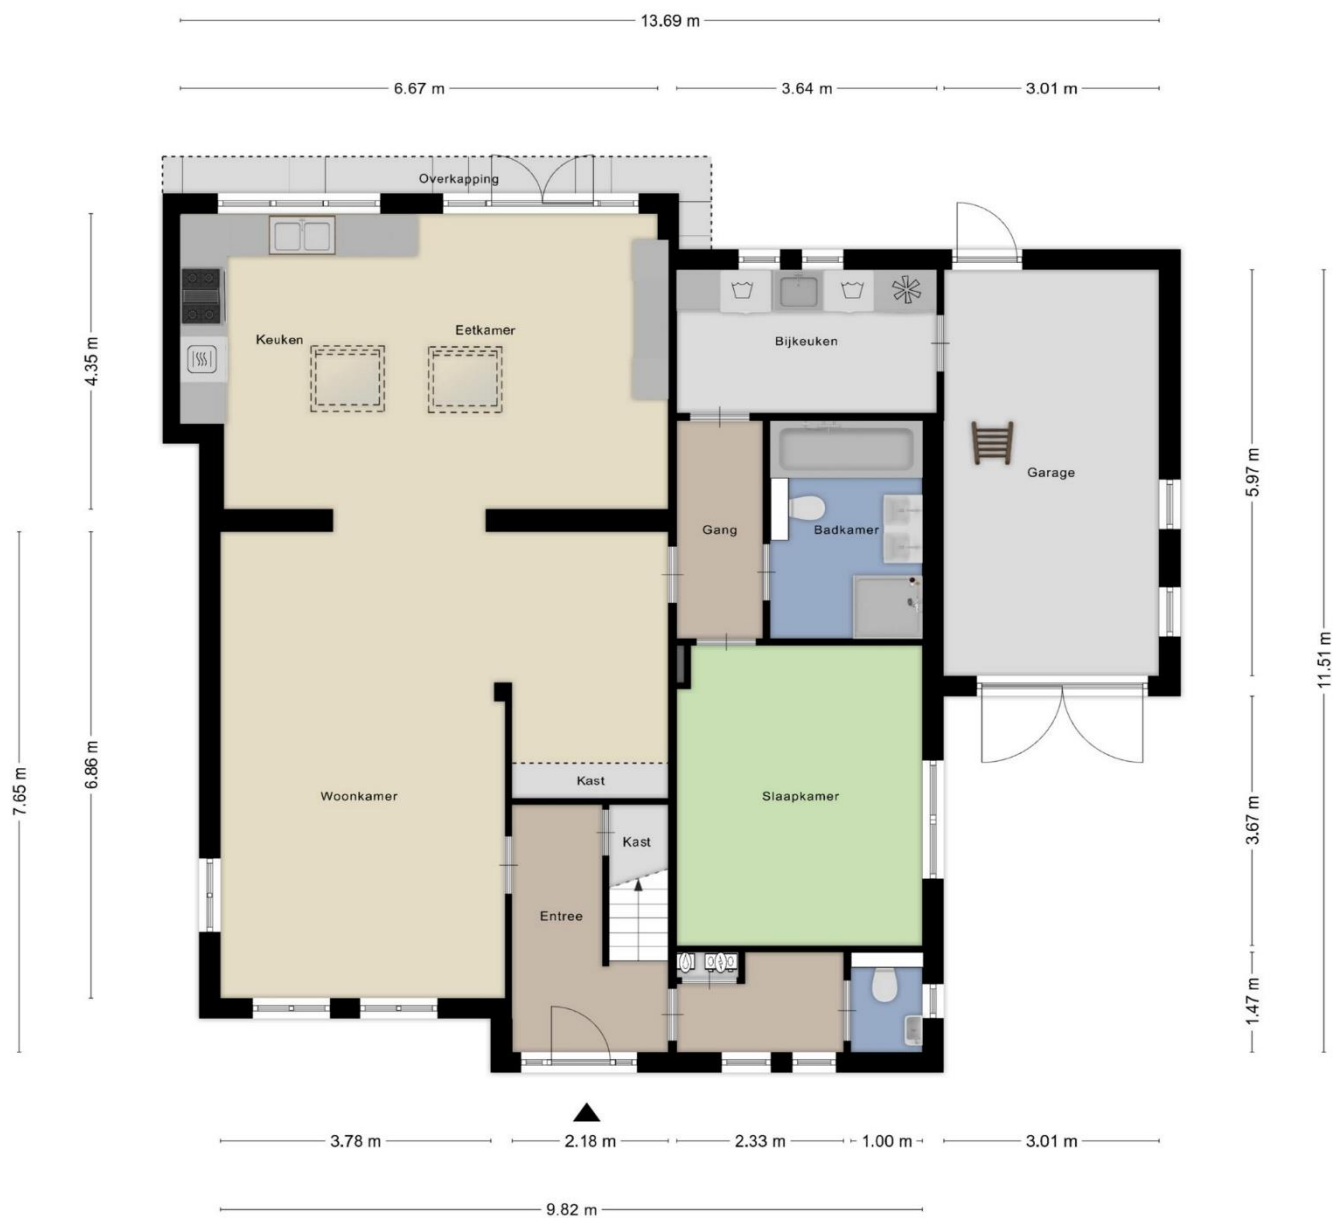 13.69 m
6.67 m
3.64 m
3.01 m
Overkapping
4.35 m
Keuken
Eetkamer
Bijkeuken
Garage
5.97 m
Gang
Badkamer
11.51 m
7.65 m
6.86 m
Woonkamer
Kast
Slaapkamer
3.67 m
Kast
Entree
1.47 m
3.78 m
2.18 m
2.33 m
1.00 m
3.01 m
9.82 m